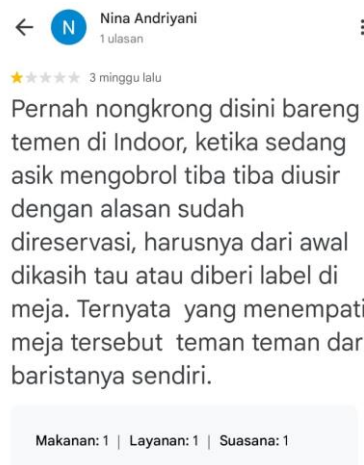 N
Nina Andriyani
1 ulasan
3 minggu lalu
Pernah nongkrong disini bareng
temen di Indoor, ketika sedang
asik mengobrol tiba tiba diusir
dengan alasan sudah
direservasi, harusnya dari awal
dikasih tau atau diberi label di
meja. Ternyata yang menempati
meja tersebut teman teman dar
baristanya sendiri.
Makanan: 1 | Layanan: 1 | Suasana: 1